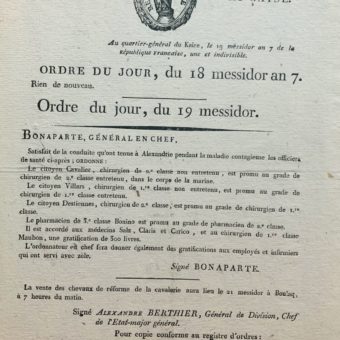 Au quartier-général du Kaire, le 19 messidor an 7 de la
république française, une et indivisible.
ORDRE DU JOUR, du 18 messidor an 7.
Rien de nouveau.
Ordre du jour, du 19 messidor.
BONAPARTE, GÉNÉRAL EN CHEF,
Satisfait de la conduite qu'ont tenue à Alexandrie pendant la maladie contagieuse les officiers
de santé ci-après ; ORDONNE :
Le citoyen Cavalier, chirurgien de 2.e classe non entretenu, est promu au grade de
chirurgien de 2.e classe entretenu, dans le corps de la marine.
Le citoyen Villars, chirurgien de 1.re classe non entretenu, est promu au grade de
chirurgien de 1.re classe entretenu.
Le citoyen Destiennes, chirurgien de 2.e classe, est promu au grade de chirurgien de 1.re
classe.
Le pharmacien de 3.e classe Bonino est promu au grade de pharmacien de 2.e classe.
Il est accordé aux médecins Salz, Claris et Carico, et au chirurgien de 1.re classe
Mauban, une gratification de 500 livres.
L'ordonnateur en chef fera donner également des gratifications aux employés et infirmiers
qui ont servi avec zèle.
Signé BONAPARTE.
La vente des chevaux de réforme de la cavalerie aura lieu le 21 messidor à Boulaq,
à 7 heures du matin.
Signé ALEXANDRE BERTHIER, Général de Division, Chef
de l'Etat-major général.
Pour copie conforme au registre d'ordres :